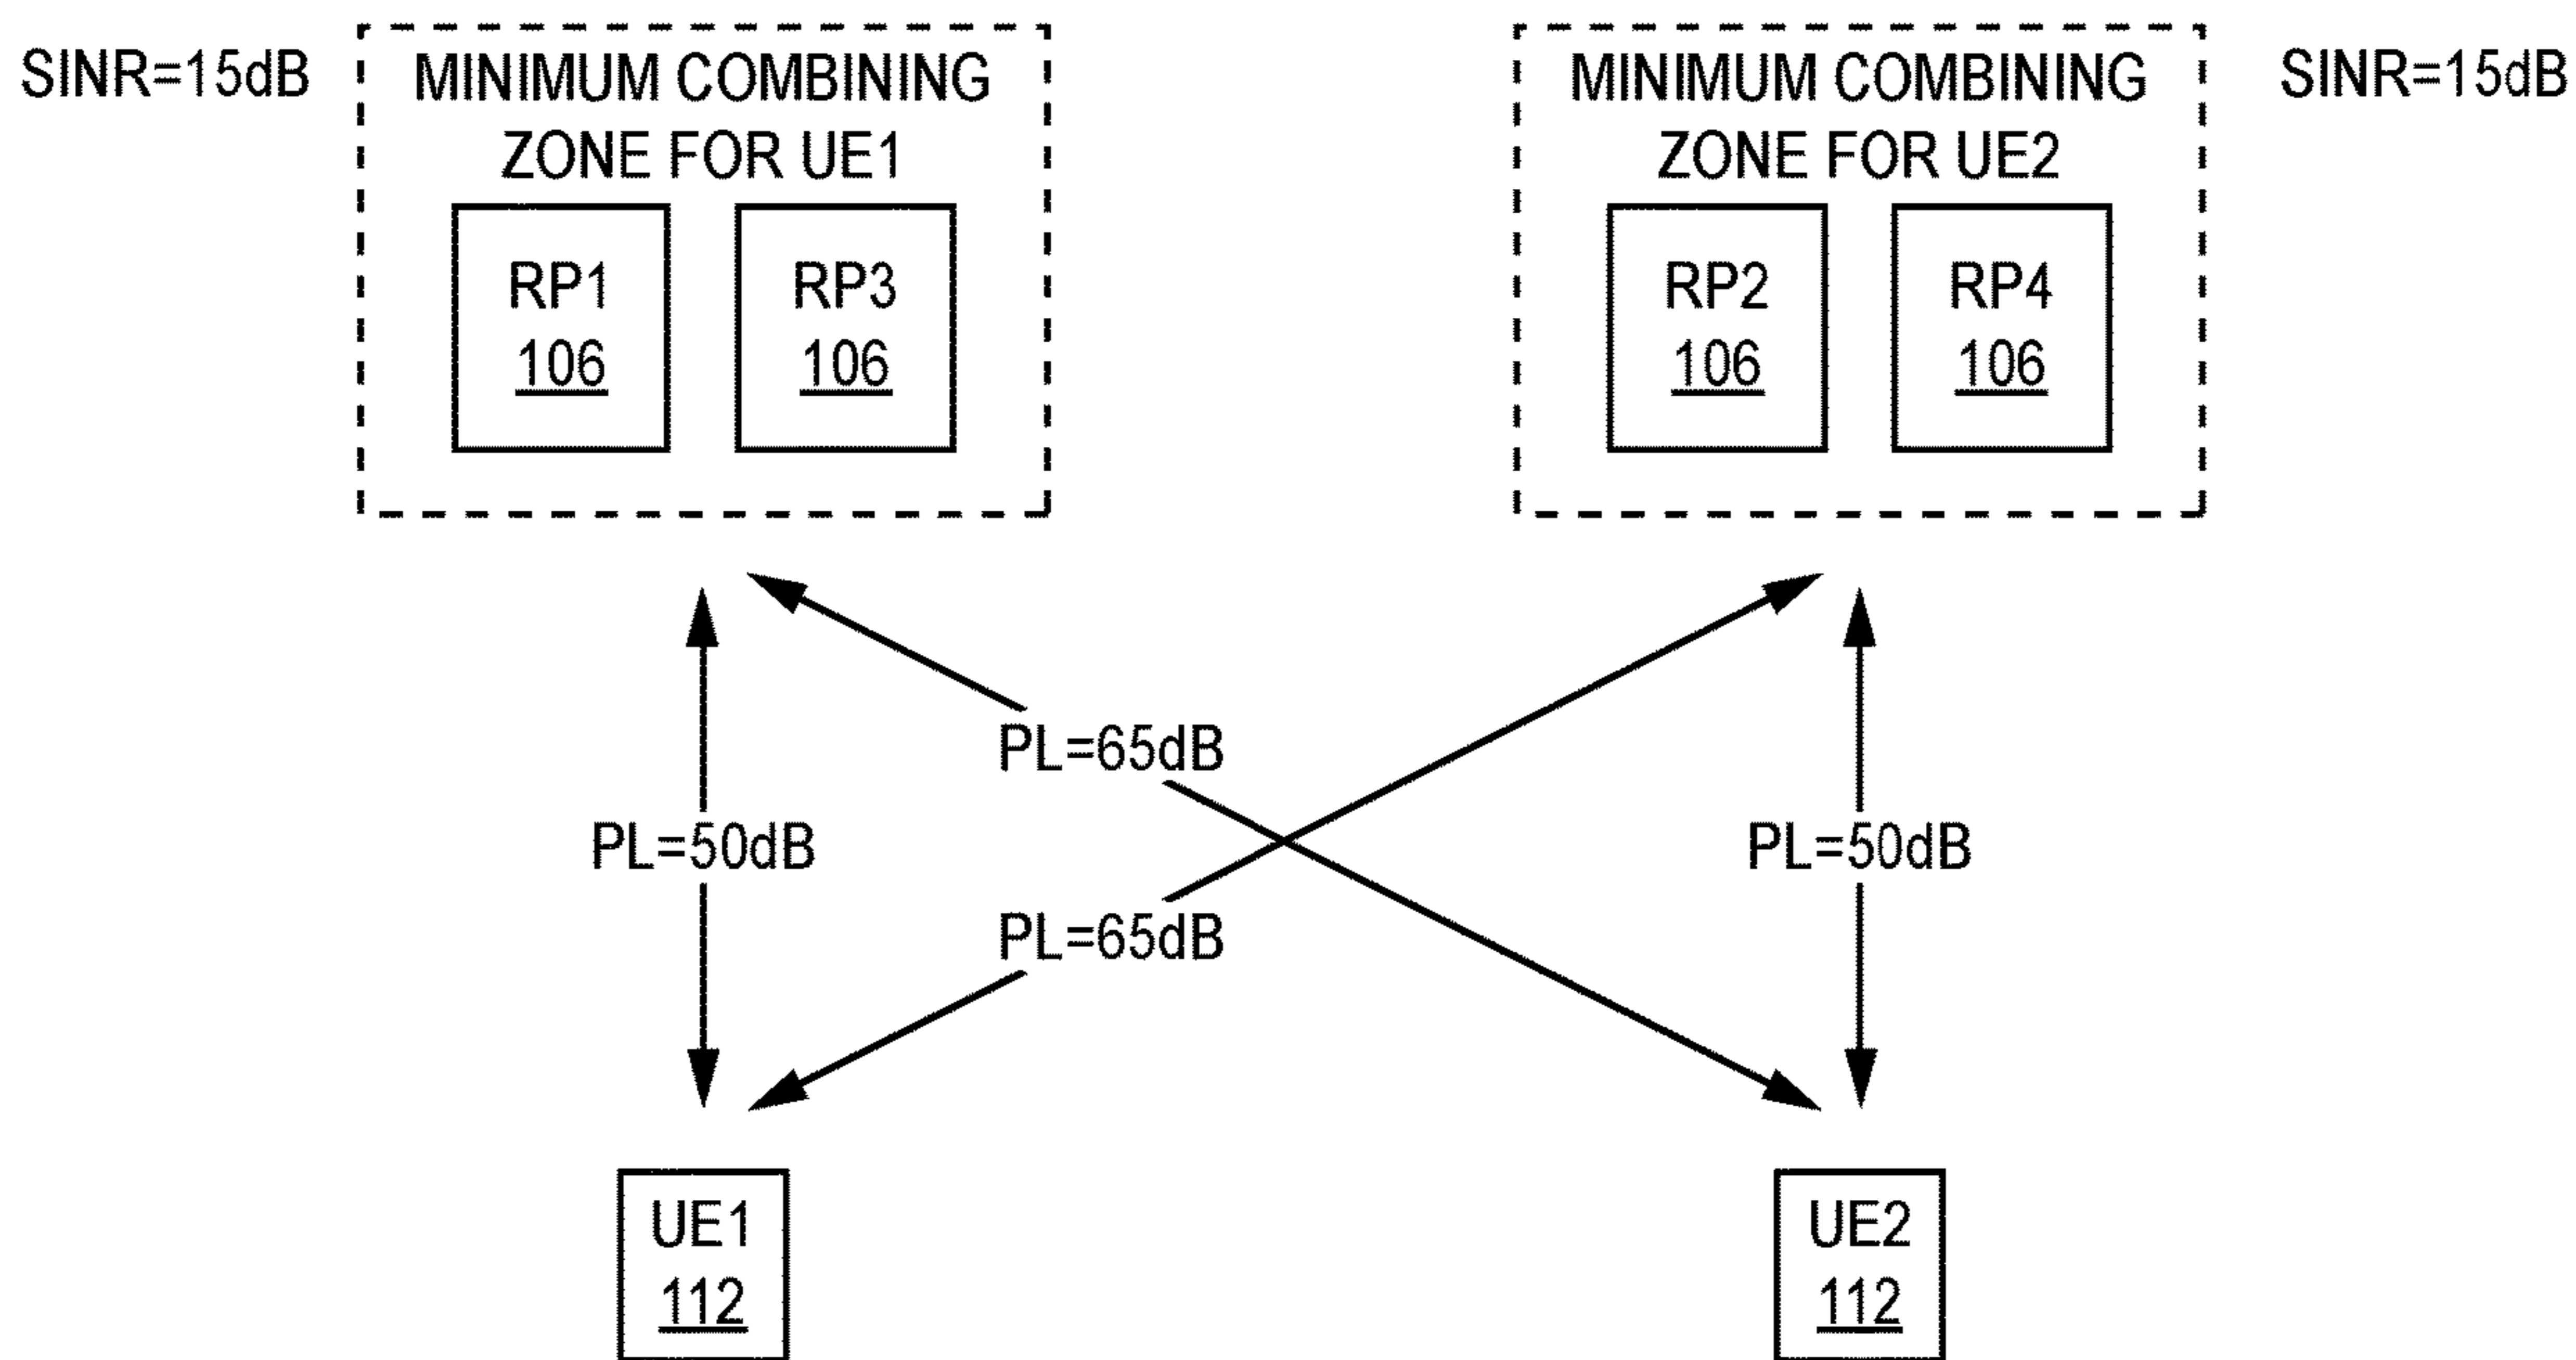 SINR=15dB
MINIMUM COMBINING
ZONE FOR UE1
RP1
106
RP3
106
MINIMUM COMBINING
ZONE FOR UE2
RP2
106
RP4
106
SINR=15dB
PL=65dB
PL=50dB
PL=50dB
PL=65dB
UE1
112
UE2
112